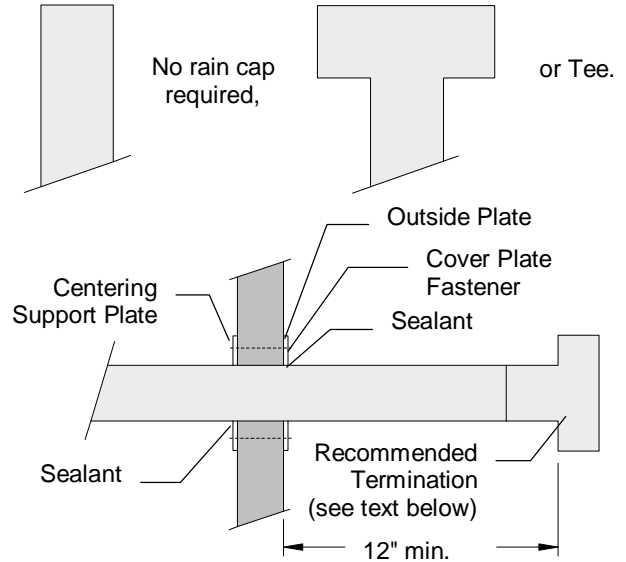 No rain cap
required,
or Tee.
Outside Plate
Cover Plate
Fastener
Centering
Support Plate
Sealant
Sealant
Recommended
Termination
(see text below)
12" min.